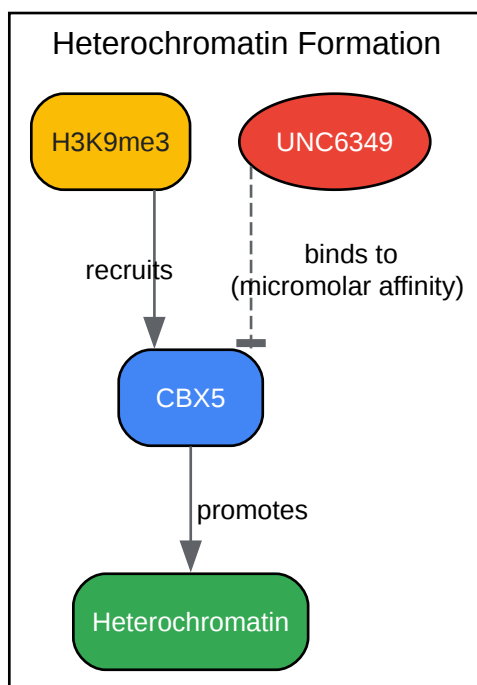 Heterochromatin Formation
H3K9me3
UNC6349
recruits
binds to
(micromolar affinity)
CBX5
promotes
Heterochromatin